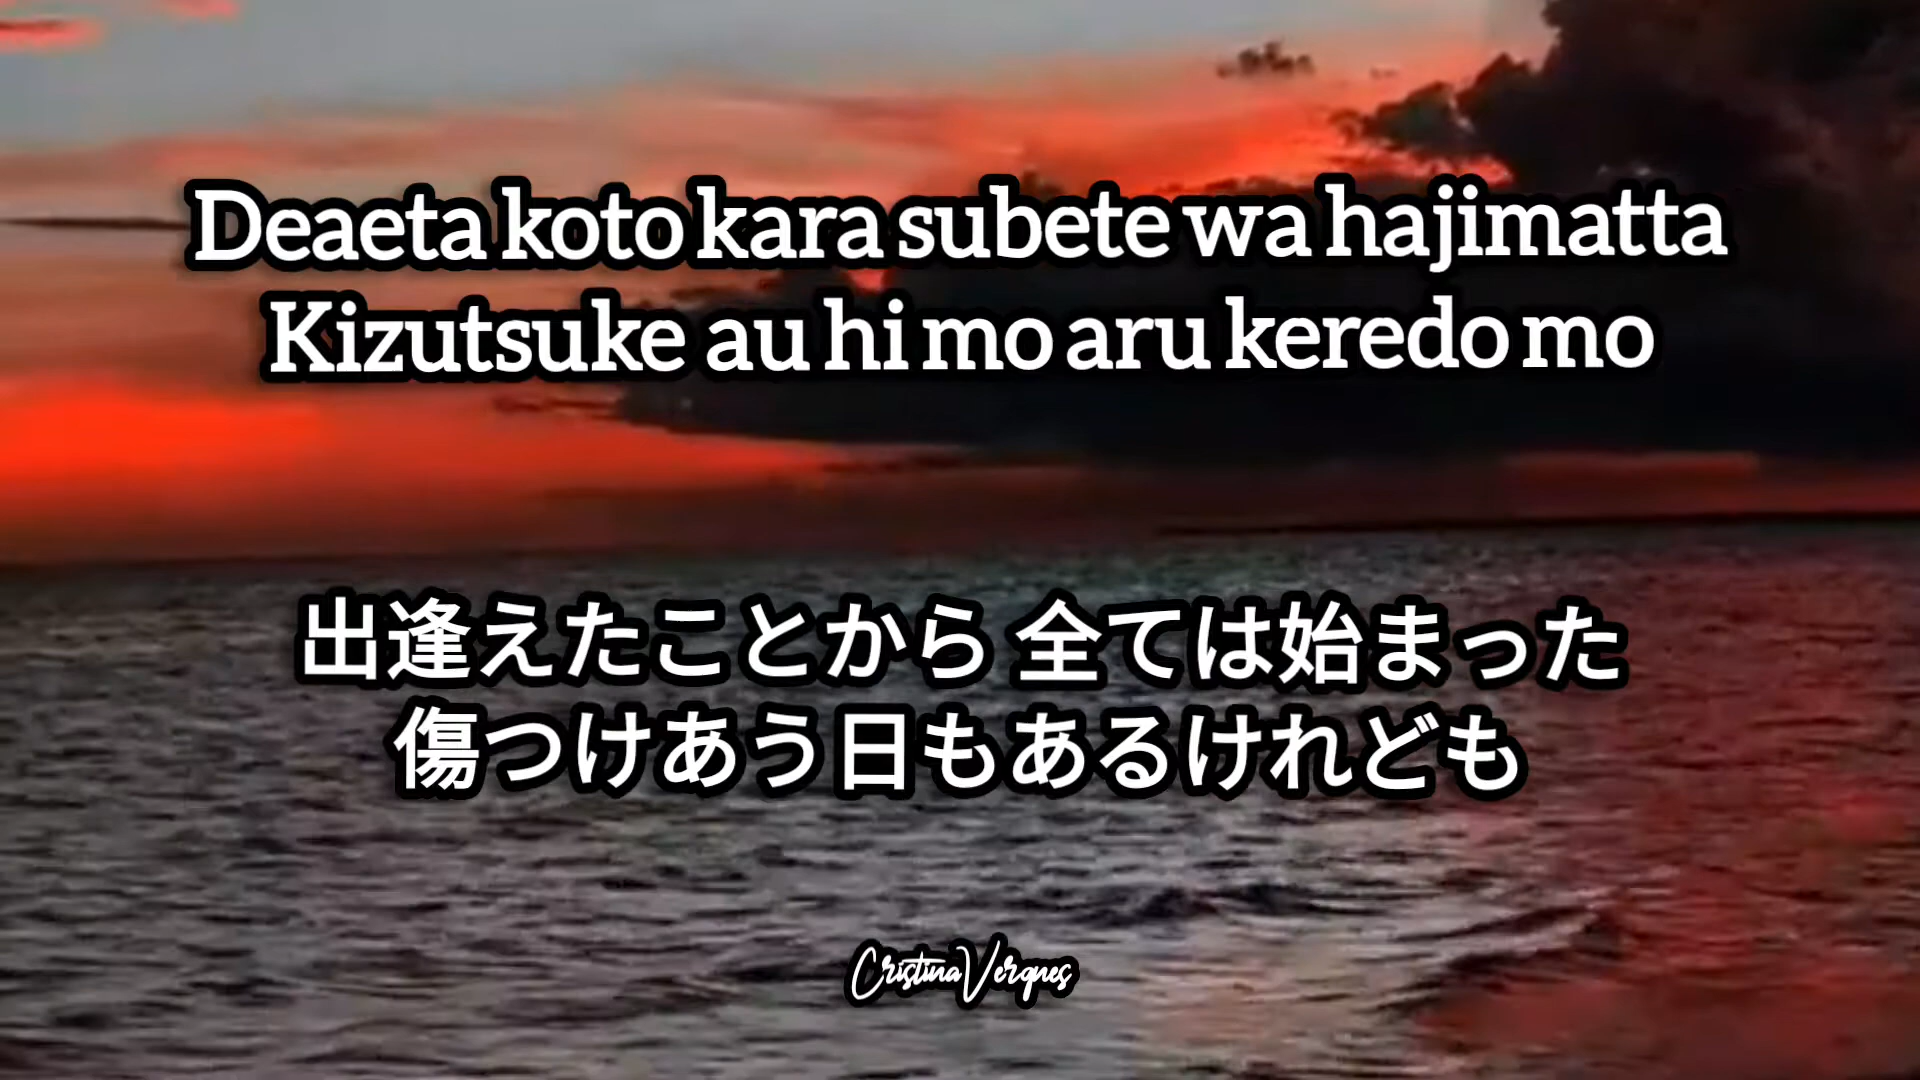 Deaeta koto kara subete wa hajimatta
Kizutsuke au hi mo aru keredo mo
出逢えたことから 全ては始まった
傷つけあう日もあるけれども
Cristina Vergnes